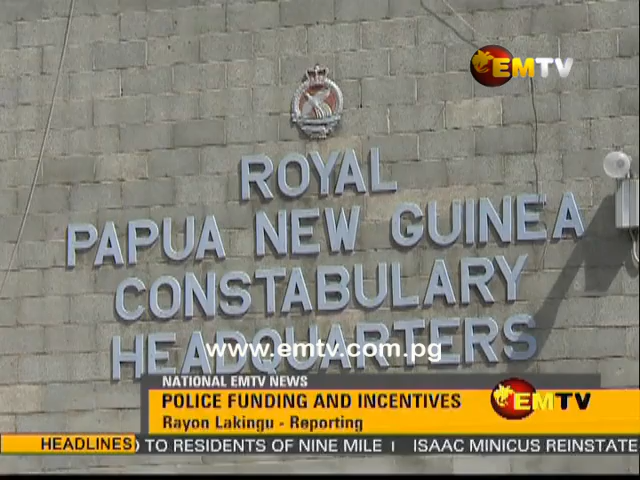 EMTV
ROYAL
PAPUA NEW GUINEA
CONSTABULARY
HEADQUARTERS
www.emtv.com.pg
NATIONAL EMTV NEWS
POLICE FUNDING AND INCENTIVES
Rayon Lakingu - Reporting
EMTV
HEADLINES
TO RESIDENTS OF NINE MILE I ISAAC MINICUS REINSTATE